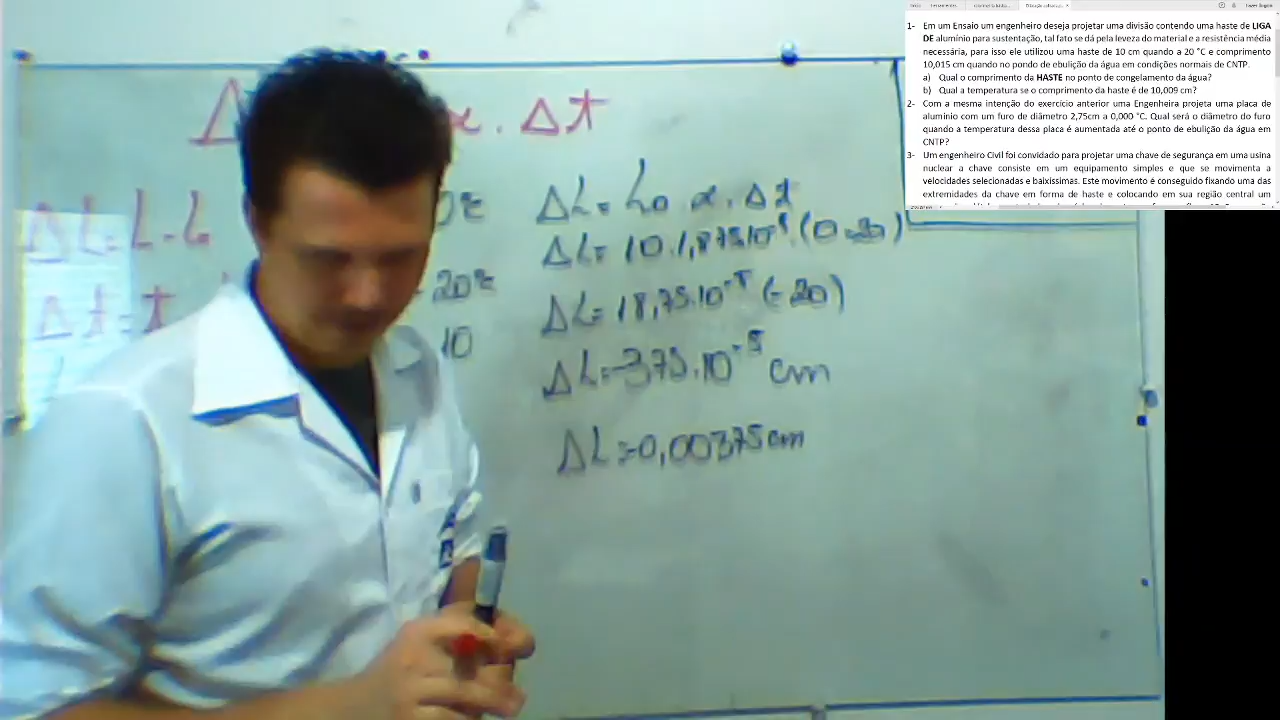 1- Em um Ensaio um engenheiro deseja projetar uma divisão contendo uma haste de LIGA
DE alumínio para sustentação, tal fato se dá pela leveza do material e a resistência média
necessária, para isso ele utilizou uma haste de 10 cm quando a 20 °C e comprimento
10,015 cm quando no pondo de ebulição da água em condições normais de CNTP.
a) Qual o comprimento da HASTE no ponto de congelamento da água?
b) Qual a temperatura se o comprimento da haste é de 10,009 cm?
2- Com a mesma intenção do exercício anterior uma Engenheira projeta uma placa de
alumínio com um furo de diâmetro 2,75cm a 0,000 °C. Qual será o diâmetro do furo
quando a temperatura dessa placa é aumentada até o ponto de ebulição da água em
CNTP?
3- Um engenheiro Civil foi convidado para projetar uma chave de segurança em uma usina
nuclear a chave consiste em um equipamento simples e que se movimenta a
velocidades selecionadas e baixíssimas. Este movimento é conseguido fixando uma das
extremidades da chave em forma de haste e colocando em sua região central um
Δ α . Δt
ΔL = L - L₀
Δt = t
20°C
10
ΔL = L₀ . α . Δt
ΔL = 10.1,875.10⁻⁵.(0-20)
ΔL = 18,75.10⁻⁵ (-20)
ΔL = -375.10⁻⁵ cm
ΔL = 0,00375cm